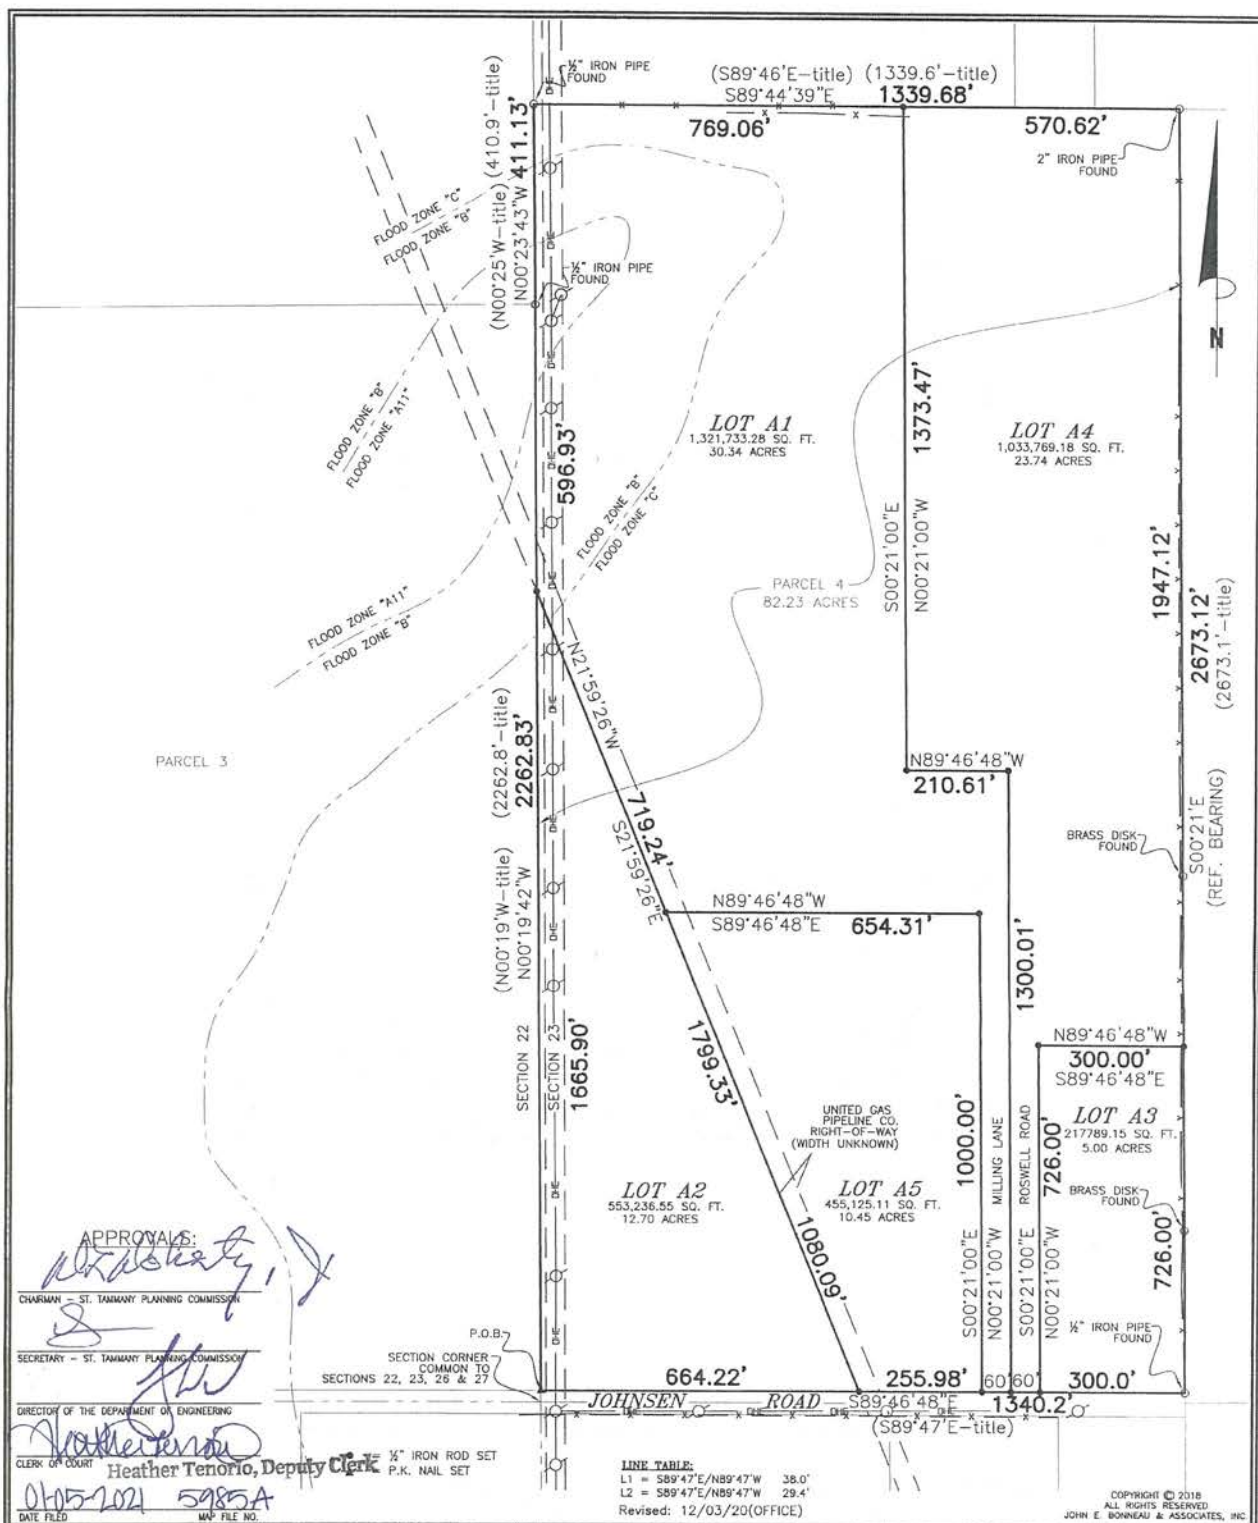 ½" IRON PIPE
FOUND
(S89°46'E-title) (1339.6'-title)
S89°44'39"E 1339.68'
769.06'
570.62'
2" IRON PIPE
FOUND
(N00°25'W-title) (410.9'-title)
N00°23'43"W 411.13'
FLOOD ZONE "C"
FLOOD ZONE "B"
½" IRON PIPE
FOUND
N
FLOOD ZONE "B"
FLOOD ZONE "A11"
596.93'
LOT A1
1,321,733.28 SQ. FT.
30.34 ACRES
1373.47'
S00°21'00"E
N00°21'00"W
LOT A4
1,033,769.18 SQ. FT.
23.74 ACRES
FLOOD ZONE "B"
FLOOD ZONE "C"
PARCEL 4
82.23 ACRES
1947.12'
2673.12'
(2673.1'-title)
FLOOD ZONE "A11"
FLOOD ZONE "B"
N21°59'26"W
719.24'
S21°59'26"E
PARCEL 3
(N00°19'W-title) (2262.8'-title)
N00°19'42"W 2262.83'
N89°46'48"W
210.61'
BRASS DISK
FOUND
S00°21'E
(REF. BEARING)
N89°46'48"W
S89°46'48"E 654.31'
1300.01'
SECTION 22
SECTION 23
1665.90'
1799.33'
N89°46'48"W
300.00'
S89°46'48"E
UNITED GAS
PIPELINE CO.
RIGHT-OF-WAY
(WIDTH UNKNOWN)
1000.00'
MILLING LANE
ROSWELL ROAD
726.00'
LOT A3
217789.15 SQ. FT.
5.00 ACRES
LOT A2
553,236.55 SQ. FT.
12.70 ACRES
LOT A5
455,125.11 SQ. FT.
10.45 ACRES
BRASS DISK
FOUND
726.00'
1080.09'
S00°21'00"E
N00°21'00"W
S00°21'00"E
N00°21'00"W
½" IRON PIPE
FOUND
APPROVALS:
CHAIRMAN - ST. TAMMANY PLANNING COMMISSION
SECRETARY - ST. TAMMANY PLANNING COMMISSION
DIRECTOR OF THE DEPARTMENT OF ENGINEERING
Heather Tenorio
CLERK OF COURT
Heather Tenorio, Deputy Clerk
01-05-2021 5985A
DATE FILED MAP FILE NO.
P.O.B.
SECTION CORNER
COMMON TO
SECTIONS 22, 23, 26 & 27
664.22'
255.98'
60'
60'
300.0'
JOHNSEN ROAD
S89°46'48"E
1340.2'
(S89°47'E-title)
= ½" IRON ROD SET
P.K. NAIL SET
LINE TABLE:
L1 = S89°47'E/N89°47'W 38.0'
L2 = S89°47'E/N89°47'W 29.4'
Revised: 12/03/20(OFFICE)
COPYRIGHT © 2018
ALL RIGHTS RESERVED
JOHN E. BONNEAU & ASSOCIATES, INC